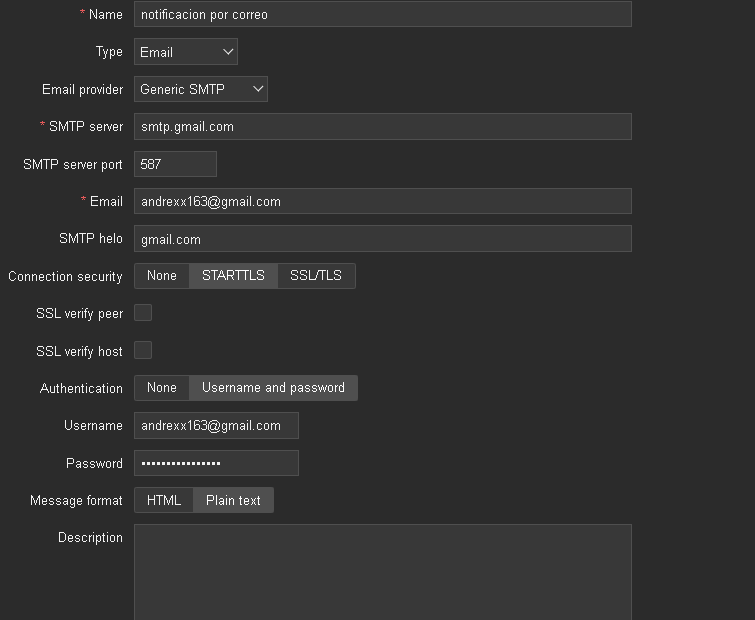 * Name notificacion por correo
Type Email
Email provider Generic SMTP
* SMTP server smtp.gmail.com
SMTP server port 587
* Email andrexx163@gmail.com
SMTP helo gmail.com
Connection security None STARTTLS SSL/TLS
SSL verify peer
SSL verify host
Authentication None Username and password
Username andrexx163@gmail.com
Password ••••••••••••••••
Message format HTML Plain text
Description